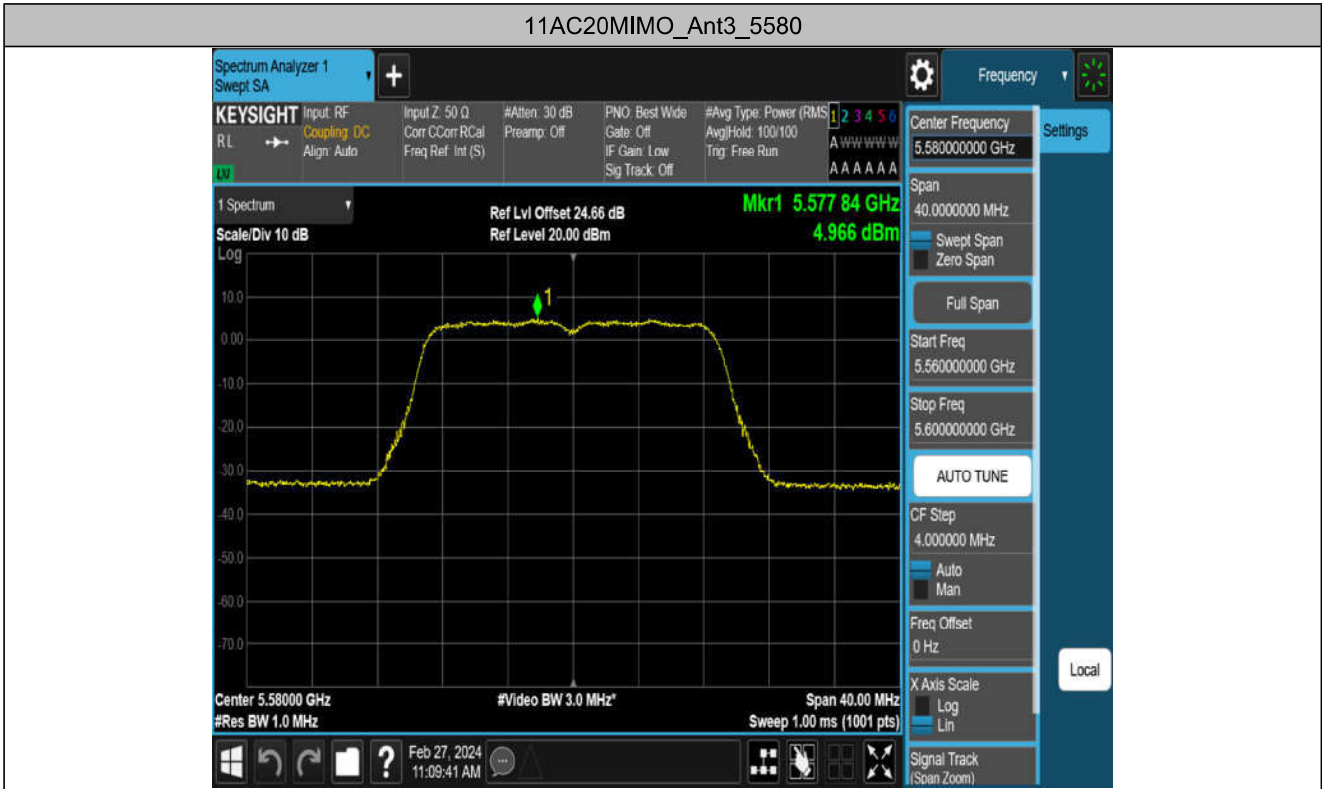 11AC20MIMO_Ant3_5580
Spectrum Analyzer 1
Swept SA
+
Frequency
KEYSIGHT
RL
Input: RF
Coupling: DC
Align: Auto
Input Z: 50 Ω
Corr CCorr RCal
Freq Ref: Int (S)
#Atten: 30 dB
Preamp: Off
PNO: Best Wide
Gate: Off
IF Gain: Low
Sig Track: Off
#Avg Type: Power (RMS
Avg|Hold: 100/100
Trig: Free Run
1 2 3 4 5 6
A W W W W W
A A A A A A
1 Spectrum
Scale/Div 10 dB
Log
Ref Lvl Offset 24.66 dB
Ref Level 20.00 dBm
Mkr1 5.577 84 GHz
4.966 dBm
1
10.0
0.00
-10.0
-20.0
-30.0
-40.0
-50.0
-60.0
-70.0
Center 5.58000 GHz
#Res BW 1.0 MHz
#Video BW 3.0 MHz*
Span 40.00 MHz
Sweep 1.00 ms (1001 pts)
Center Frequency
5.580000000 GHz
Settings
Span
40.0000000 MHz
Swept Span
Zero Span
Full Span
Start Freq
5.560000000 GHz
Stop Freq
5.600000000 GHz
AUTO TUNE
CF Step
4.000000 MHz
Auto
Man
Freq Offset
0 Hz
X Axis Scale
Log
Lin
Local
Signal Track
(Span Zoom)
?
Feb 27, 2024
11:09:41 AM